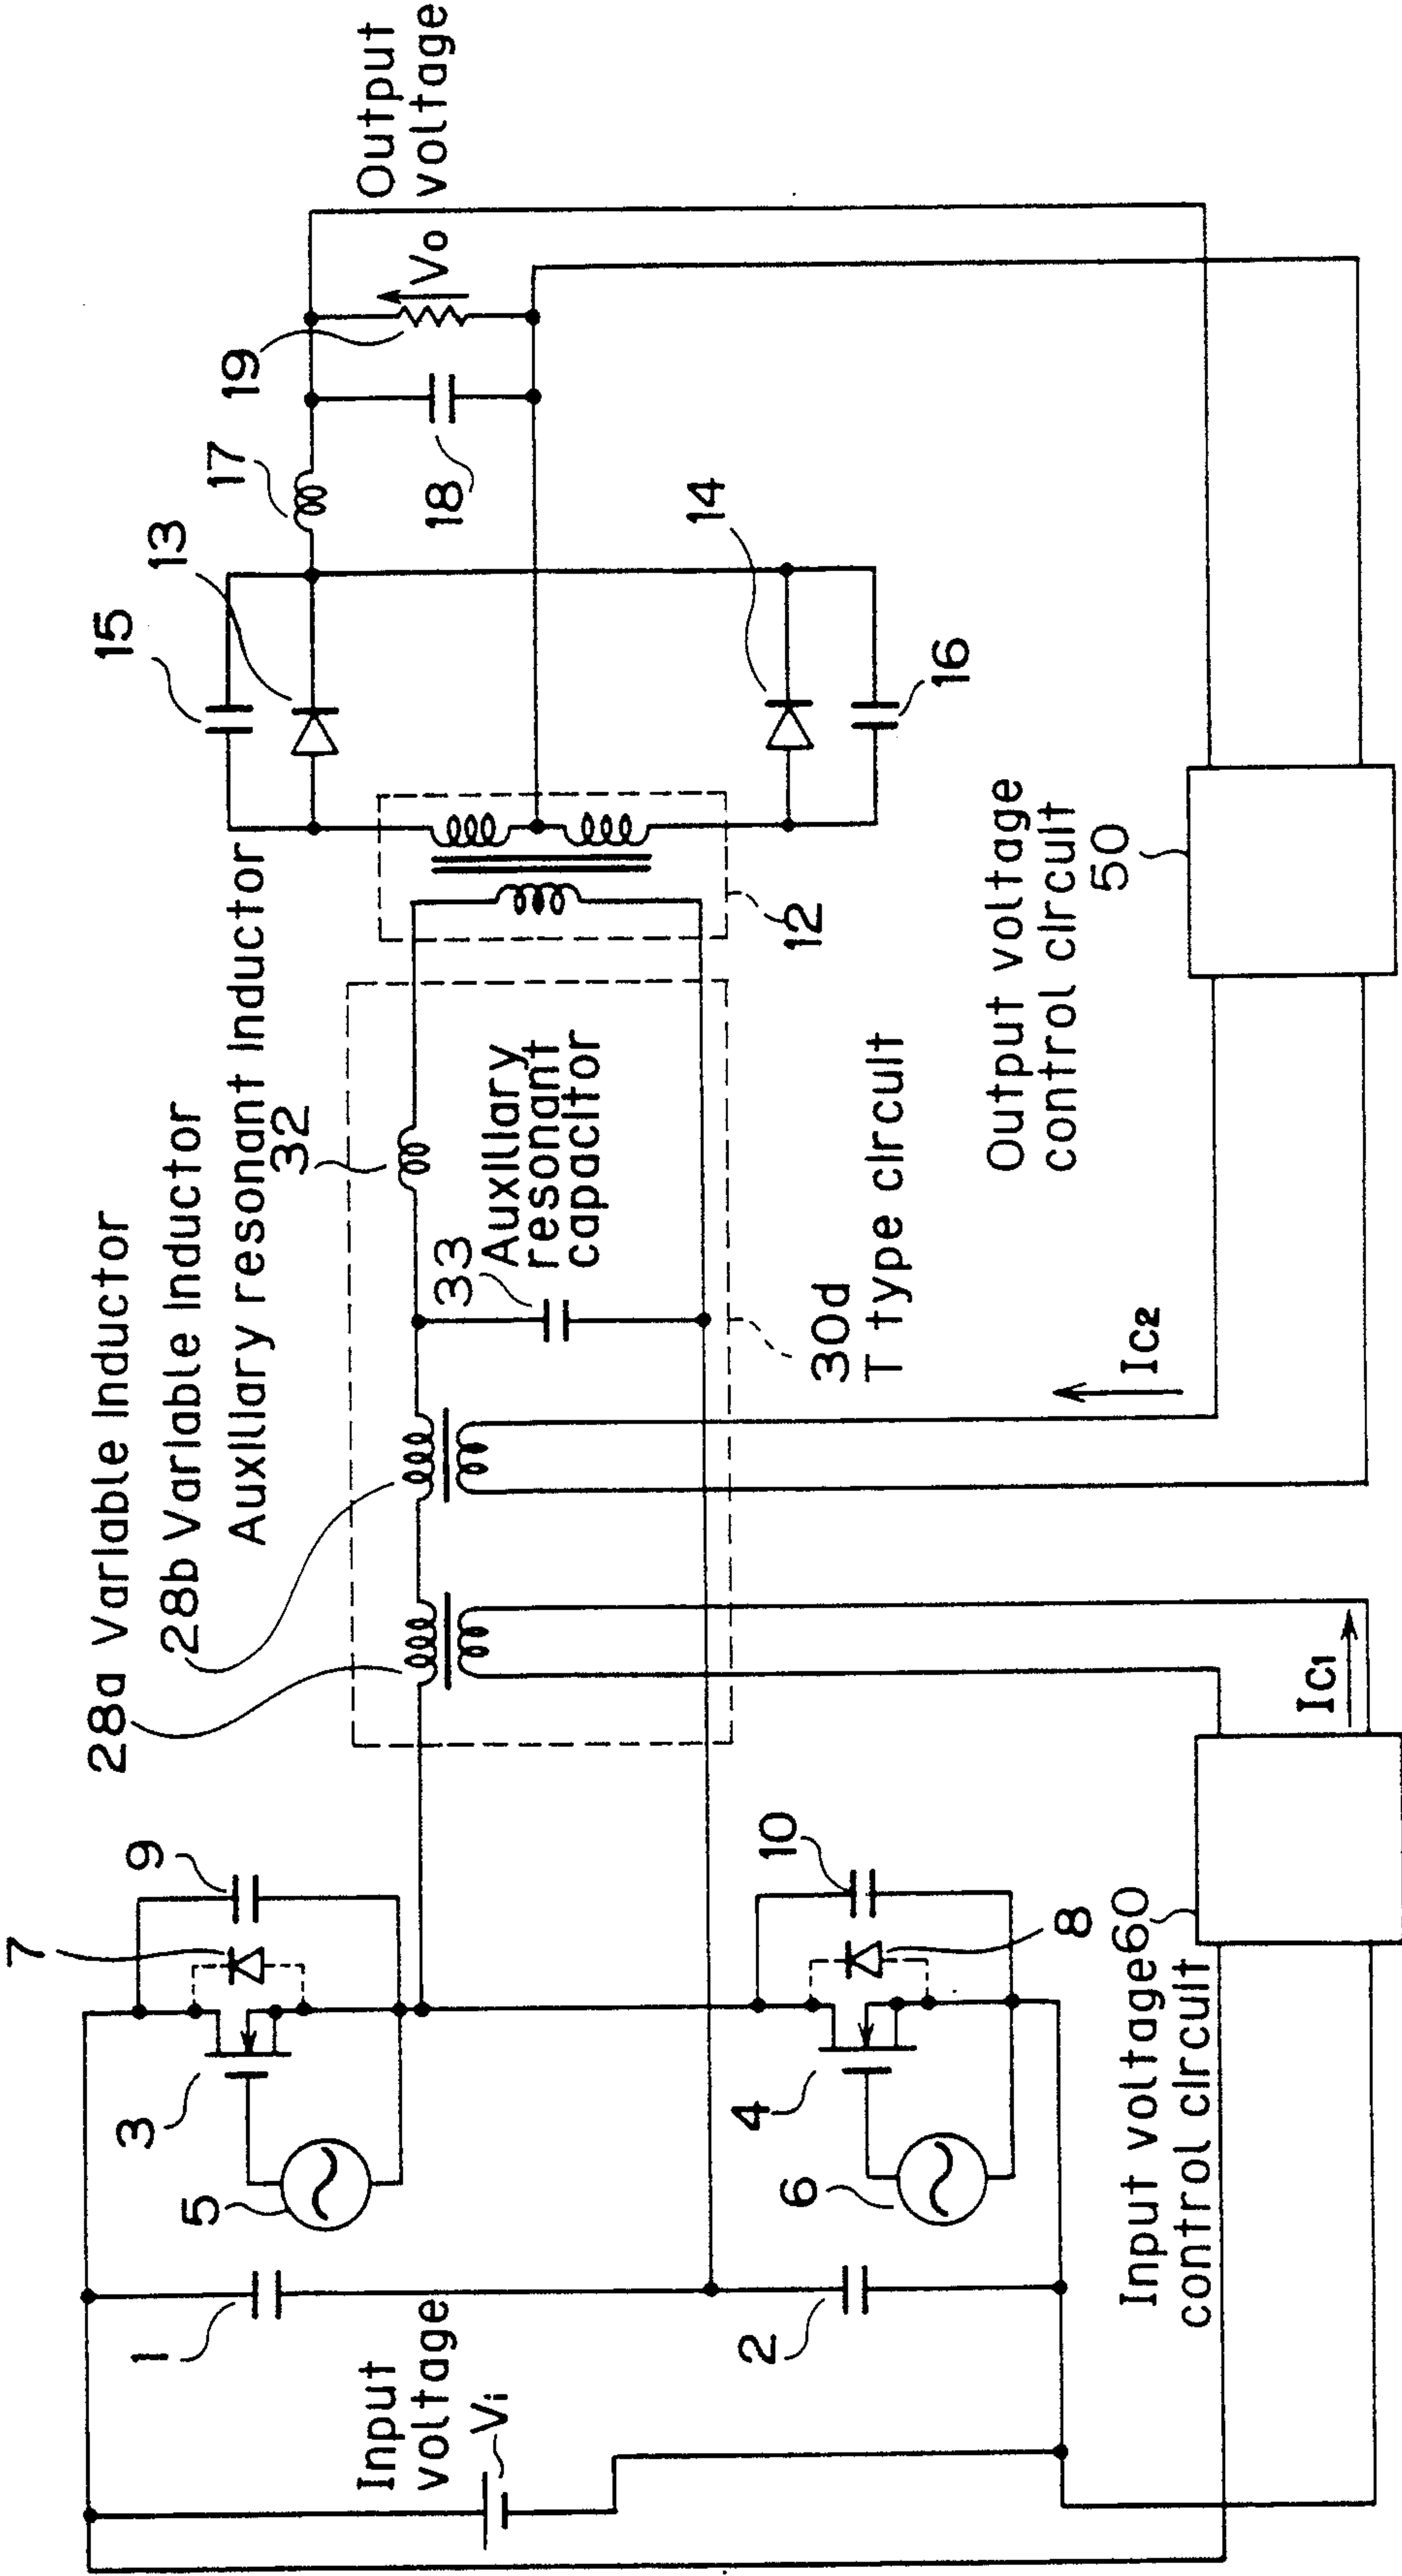 28a Variable Inductor
28b Variable Inductor
Auxiliary resonant Inductor
32
33
Auxiliary
resonant
capacitor
30d
T type circuit
7
9
3
5
1
Input
voltage
Vi
2
10
8
4
6
Input voltage
control circuit
60
IC1
IC2
Output voltage
control circuit
50
12
15
13
17
14
16
18
19
Vo
Output
voltage